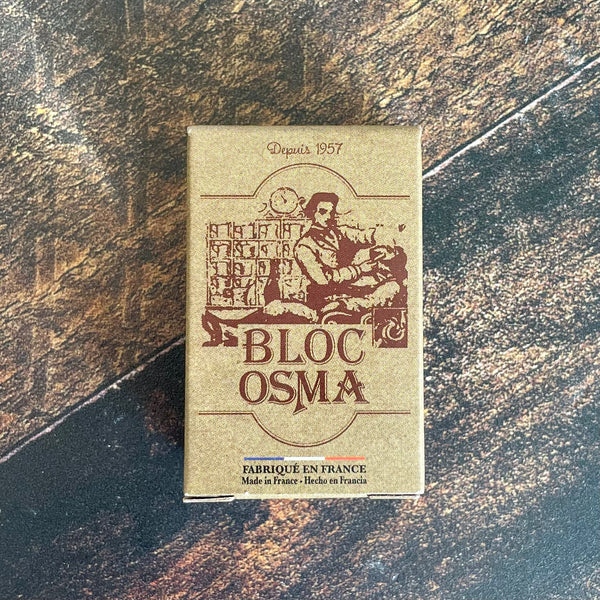 Depuis 1957
BLOC
OSMA
FABRIQUÉ EN FRANCE
Made in France - Hecho en Francia